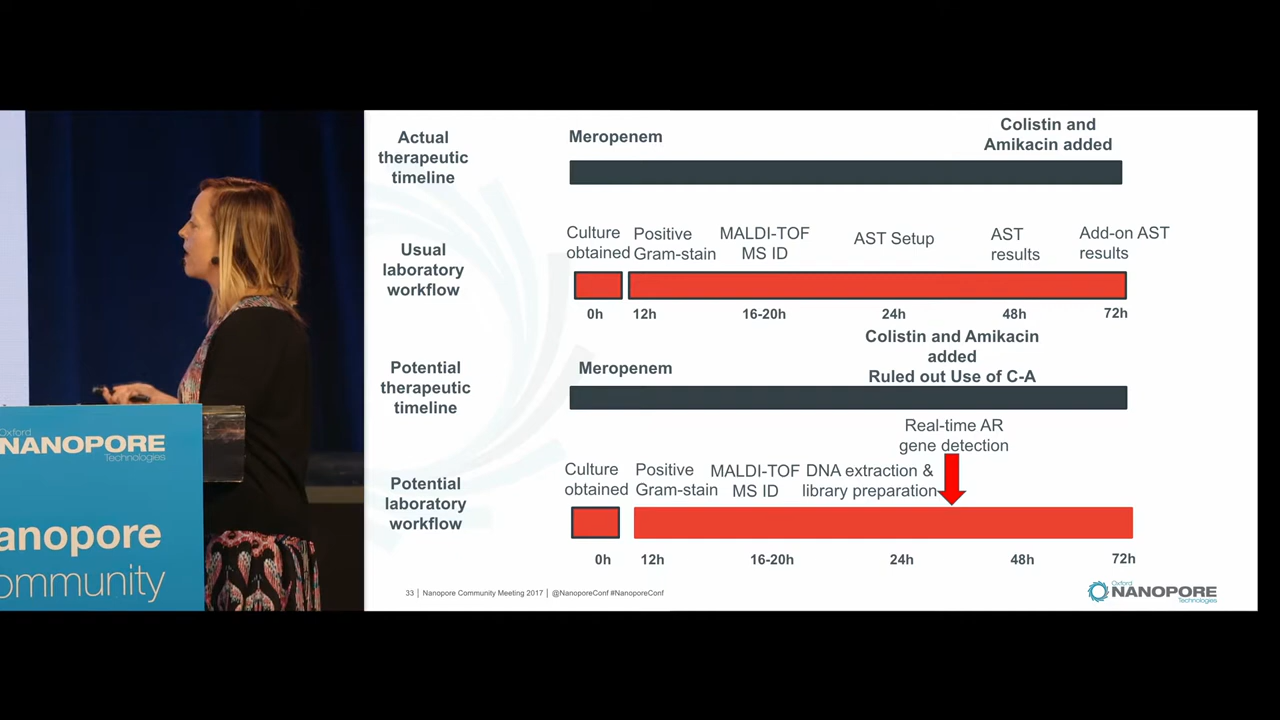 Actual
therapeutic
timeline
Meropenem
Colistin and
Amikacin added
Usual
laboratory
workflow
Culture
obtained
Positive
Gram-stain
MALDI-TOF
MS ID
AST Setup
AST
results
Add-on AST
results
0h
12h
16-20h
24h
48h
72h
Potential
therapeutic
timeline
Meropenem
Colistin and Amikacin
added
Ruled out Use of C-A
Real-time AR
gene detection
Potential
laboratory
workflow
Culture
obtained
Positive
Gram-stain
MALDI-TOF
MS ID
DNA extraction &
library preparation
0h
12h
16-20h
24h
48h
72h
33 | Nanopore Community Meeting 2017 | @NanoporeConf #NanoporeConf
Oxford
NANOPORE
Technologies
Oxford
NANOPORE
Technologies
anopore
ommunity